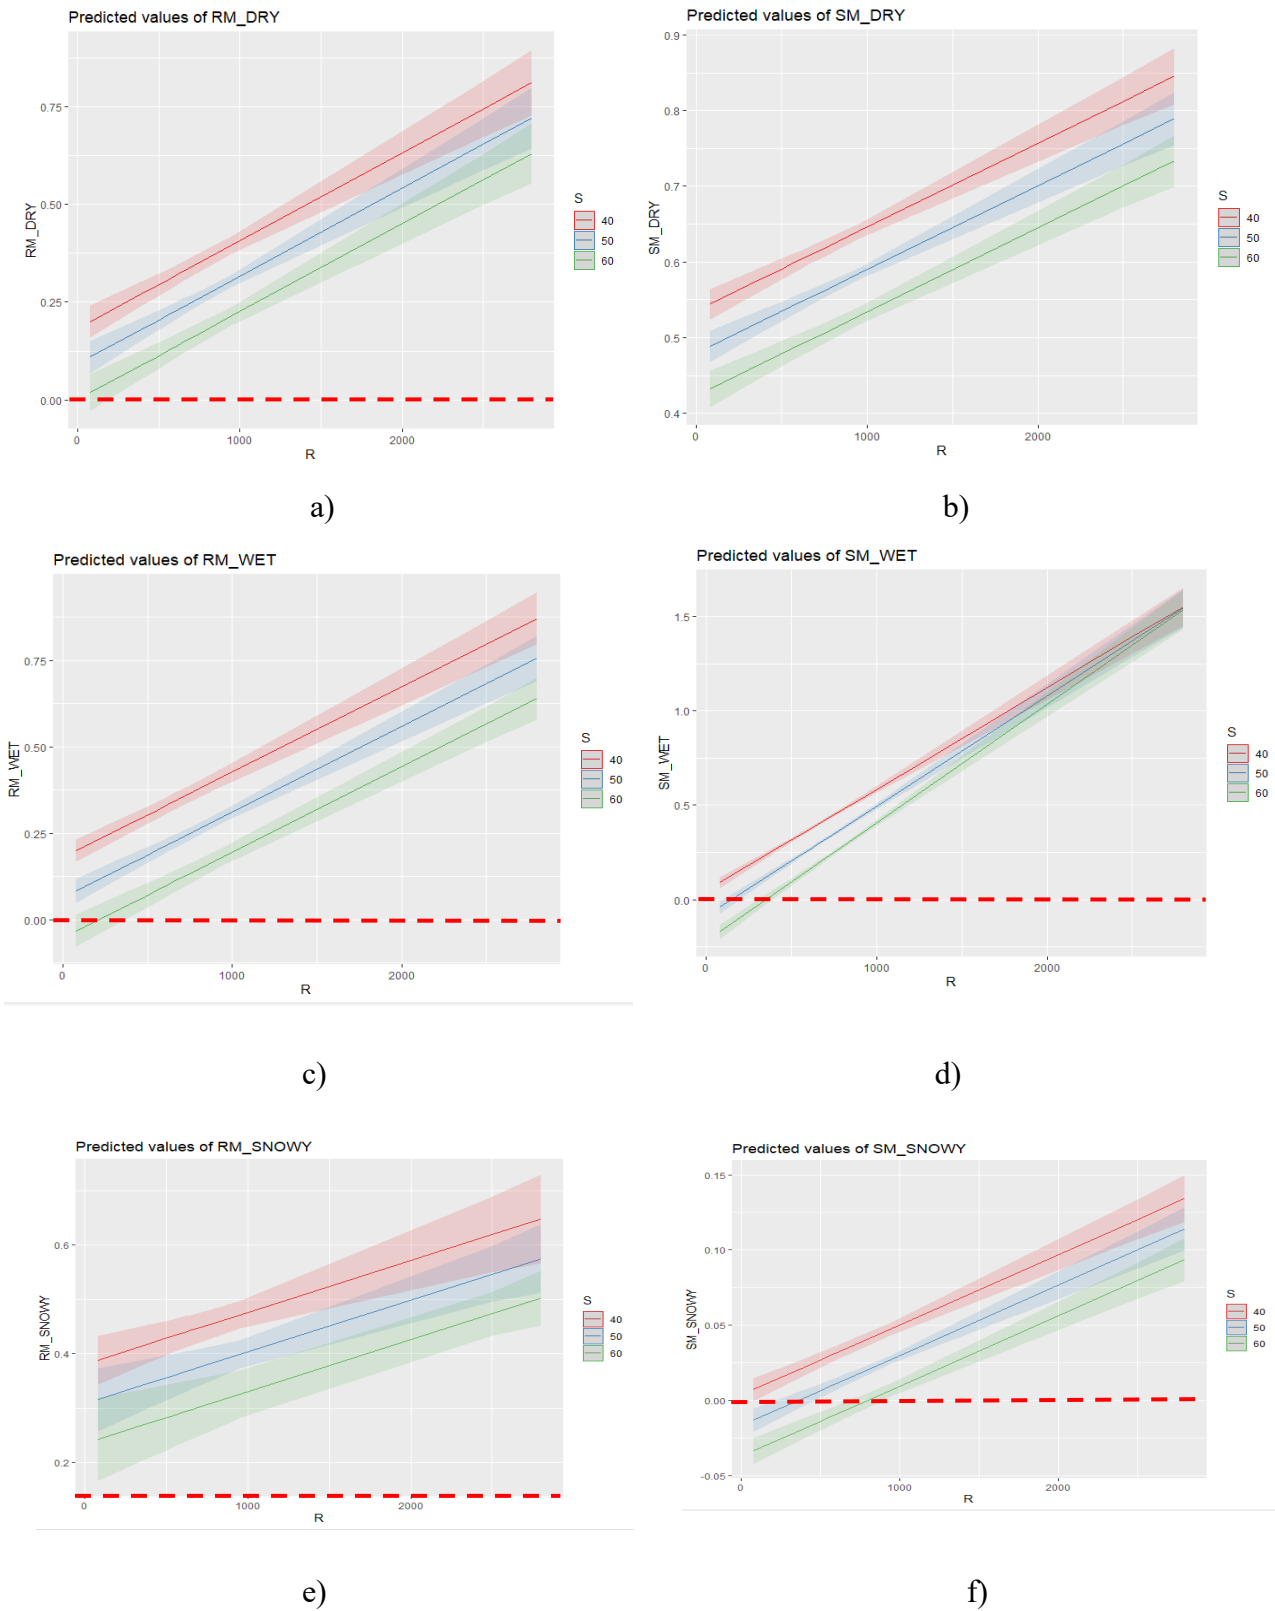 Predicted values of RM_DRY
RM_DRY
0.75
0.50
0.25
0.00
0
1000
2000
R
S
40
50
60
a)
Predicted values of SM_DRY
SM_DRY
0.9
0.8
0.7
0.6
0.5
0.4
0
1000
2000
R
S
40
50
60
b)
Predicted values of RM_WET
RM_WET
0.75
0.50
0.25
0.00
0
1000
2000
R
S
40
50
60
c)
Predicted values of SM_WET
SM_WET
1.5
1.0
0.5
0.0
0
1000
2000
R
S
40
50
60
d)
Predicted values of RM_SNOWY
RM_SNOWY
0.6
0.4
0.2
0
1000
2000
R
S
40
50
60
e)
Predicted values of SM_SNOWY
SM_SNOWY
0.15
0.10
0.05
0.00
-0.05
0
1000
2000
R
S
40
50
60
f)